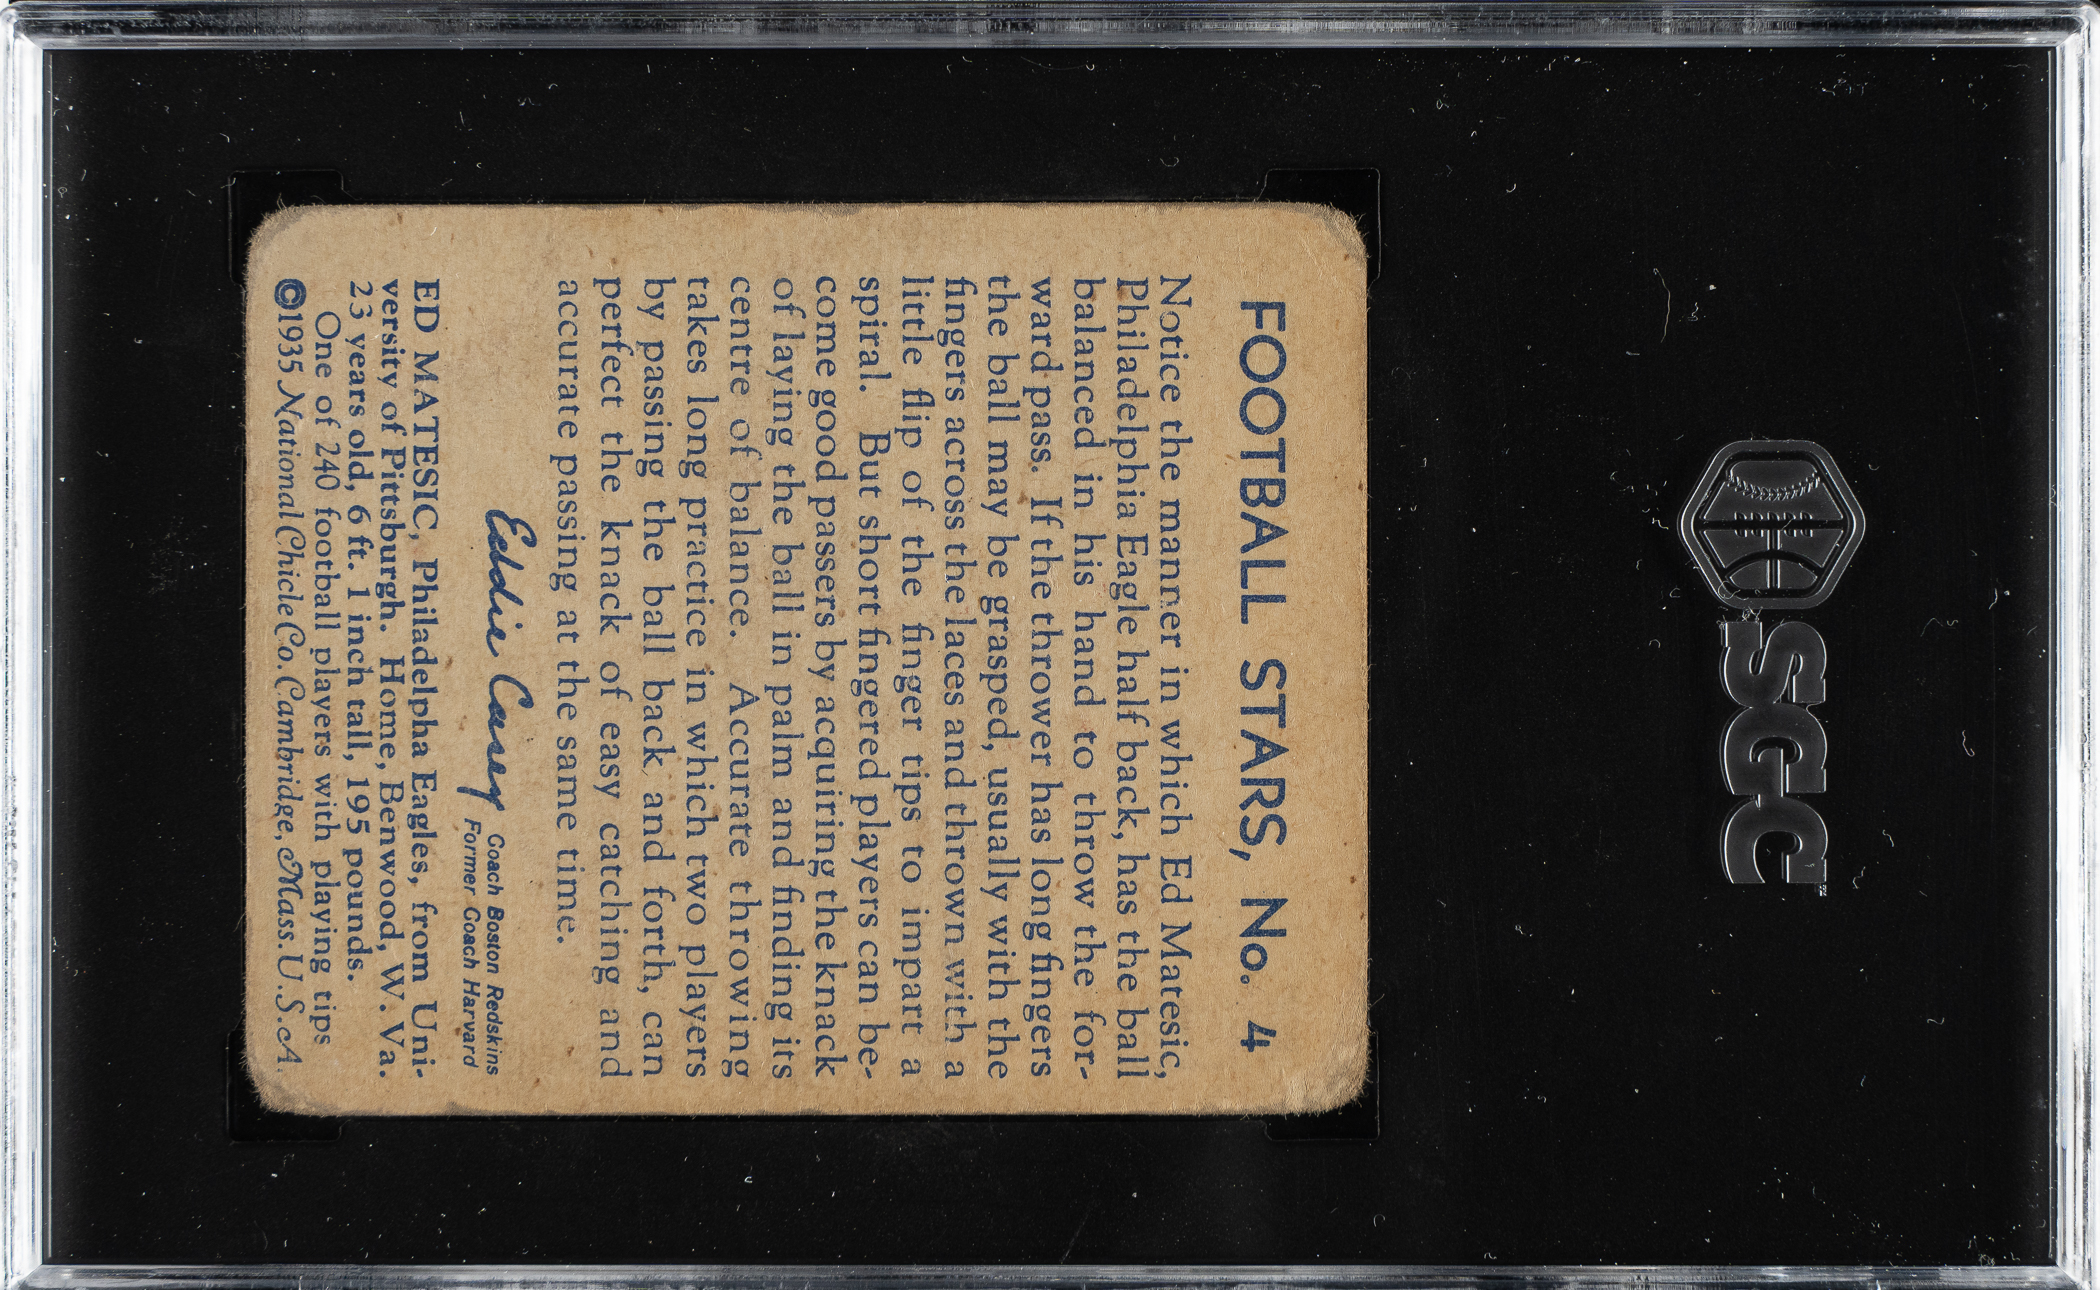 SGC™
FOOTBALL STARS, No. 4
Notice the manner in which Ed Matesic,
Philadelphia Eagle half back, has the ball
balanced in his hand to throw the for-
ward pass. If the thrower has long fingers
the ball may be grasped, usually with the
fingers across the laces and thrown with a
little flip of the finger tips to impart a
spiral. But short fingered players can be-
come good passers by acquiring the knack
of laying the ball in palm and finding its
centre of balance. Accurate throwing
takes long practice in which two players
by passing the ball back and forth, can
perfect the knack of easy catching and
accurate passing at the same time.
Eddie Casey
Coach Boston Redskins
Former Coach Harvard
ED MATESIC, Philadelpha Eagles, from Uni-
versity of Pittsburgh. Home, Benwood, W. Va.
23 years old, 6 ft. 1 inch tall, 195 pounds.
One of 240 football players with playing tips
©1935 National Chicle Co. Cambridge, Mass. U.S.A.